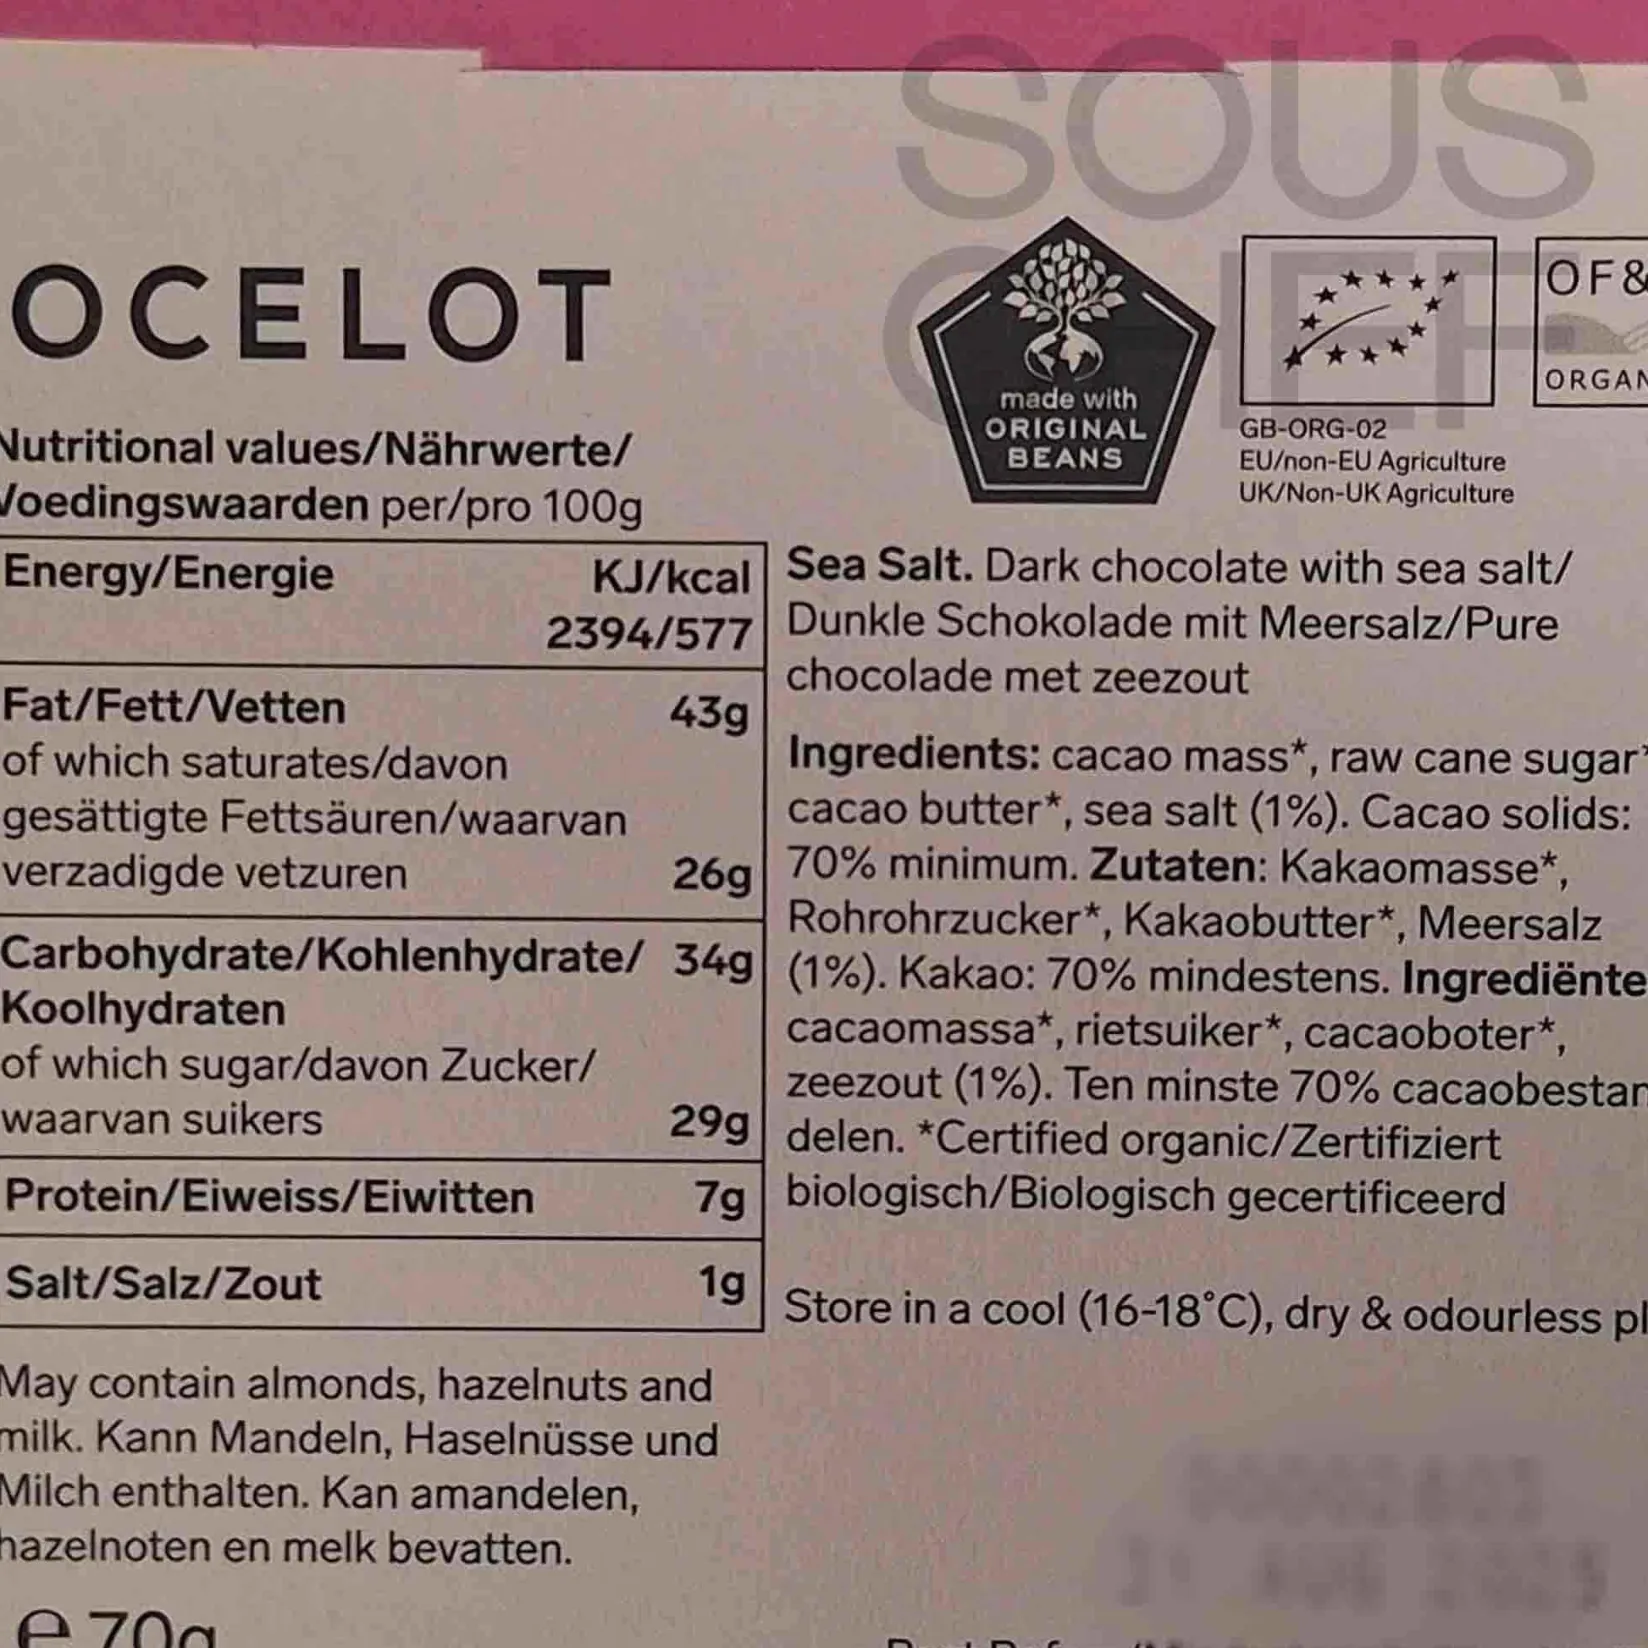 SOUS
CHEF
OCELOT
made with
ORIGINAL
BEANS
OF&
ORGAN
GB-ORG-02
EU/non-EU Agriculture
UK/Non-UK Agriculture
Nutritional values/Nährwerte/
Voedingswaarden per/pro 100g
Energy/Energie KJ/kcal
2394/577
Fat/Fett/Vetten 43g
of which saturates/davon
gesättigte Fettsäuren/waarvan
verzadigde vetzuren 26g
Carbohydrate/Kohlenhydrate/ 34g
Koolhydraten
of which sugar/davon Zucker/
waarvan suikers 29g
Protein/Eiweiss/Eiwitten 7g
Salt/Salz/Zout 1g
May contain almonds, hazelnuts and
milk. Kann Mandeln, Haselnüsse und
Milch enthalten. Kan amandelen,
hazelnoten en melk bevatten.
e 70g
Sea Salt. Dark chocolate with sea salt/
Dunkle Schokolade mit Meersalz/Pure
chocolade met zeezout
Ingredients: cacao mass*, raw cane sugar*
cacao butter*, sea salt (1%). Cacao solids:
70% minimum. Zutaten: Kakaomasse*,
Rohrohrzucker*, Kakaobutter*, Meersalz
(1%). Kakao: 70% mindestens. Ingrediënte
cacaomassa*, rietsuiker*, cacaoboter*,
zeezout (1%). Ten minste 70% cacaobestan
delen. *Certified organic/Zertifiziert
biologisch/Biologisch gecertificeerd
Store in a cool (16-18°C), dry & odourless pl